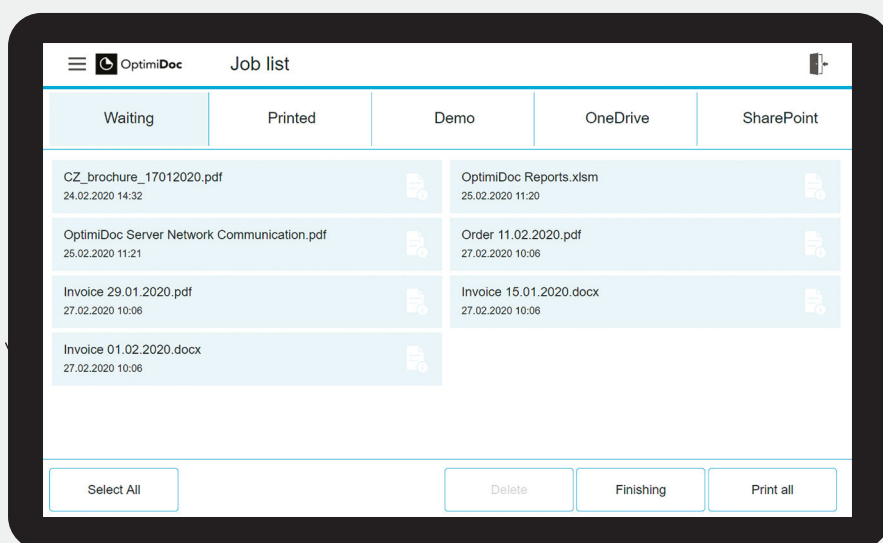 OptimiDoc
Job list
Waiting
Printed
Demo
OneDrive
SharePoint
CZ_brochure_17012020.pdf
24.02.2020 14:32
OptimiDoc Reports.xlsm
25.02.2020 11:20
OptimiDoc Server Network Communication.pdf
25.02.2020 11:21
Order 11.02.2020.pdf
27.02.2020 10:06
Invoice 29.01.2020.pdf
27.02.2020 10:06
Invoice 15.01.2020.docx
27.02.2020 10:06
Invoice 01.02.2020.docx
27.02.2020 10:06
Select All
Delete
Finishing
Print all